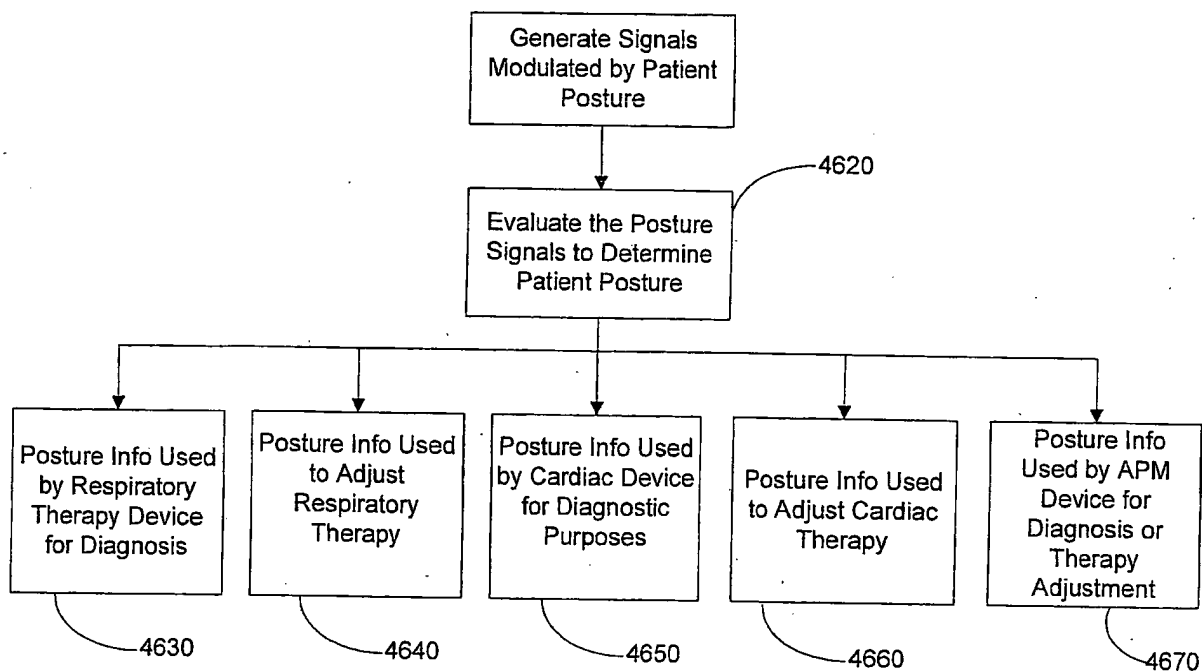 Generate Signals
Modulated by Patient
Posture
4620
Evaluate the Posture
Signals to Determine
Patient Posture
Posture Info Used
by Respiratory
Therapy Device
for Diagnosis
Posture Info Used
to Adjust
Respiratory
Therapy
Posture Info Used
by Cardiac Device
for Diagnostic
Purposes
Posture Info Used
to Adjust Cardiac
Therapy
Posture Info
Used by APM
Device for
Diagnosis or
Therapy
Adjustment
4630
4640
4650
4660
4670